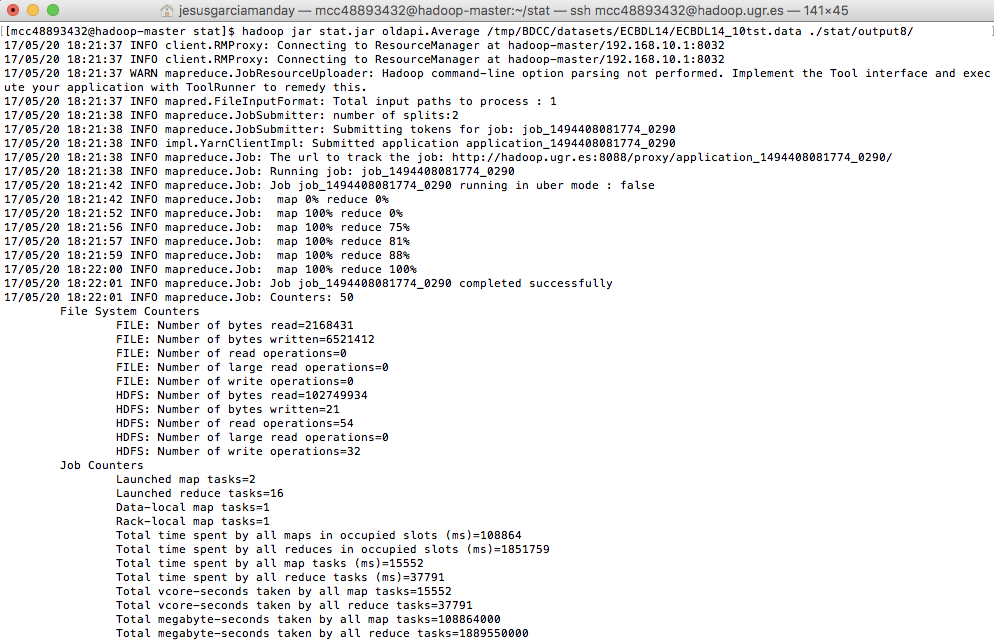 jesusgarciamanday — mcc48893432@hadoop-master:~/stat — ssh mcc48893432@hadoop.ugr.es — 141×45
[[mcc48893432@hadoop-master stat]$ hadoop jar stat.jar oldapi.Average /tmp/BDCC/datasets/ECBDL14/ECBDL14_10tst.data ./stat/output8/ ]
17/05/20 18:21:37 INFO client.RMProxy: Connecting to ResourceManager at hadoop-master/192.168.10.1:8032
17/05/20 18:21:37 INFO client.RMProxy: Connecting to ResourceManager at hadoop-master/192.168.10.1:8032
17/05/20 18:21:37 WARN mapreduce.JobResourceUploader: Hadoop command-line option parsing not performed. Implement the Tool interface and exec
ute your application with ToolRunner to remedy this.
17/05/20 18:21:37 INFO mapred.FileInputFormat: Total input paths to process : 1
17/05/20 18:21:38 INFO mapreduce.JobSubmitter: number of splits:2
17/05/20 18:21:38 INFO mapreduce.JobSubmitter: Submitting tokens for job: job_1494408081774_0290
17/05/20 18:21:38 INFO impl.YarnClientImpl: Submitted application application_1494408081774_0290
17/05/20 18:21:38 INFO mapreduce.Job: The url to track the job: http://hadoop.ugr.es:8088/proxy/application_1494408081774_0290/
17/05/20 18:21:38 INFO mapreduce.Job: Running job: job_1494408081774_0290
17/05/20 18:21:42 INFO mapreduce.Job: Job job_1494408081774_0290 running in uber mode : false
17/05/20 18:21:42 INFO mapreduce.Job:  map 0% reduce 0%
17/05/20 18:21:52 INFO mapreduce.Job:  map 100% reduce 0%
17/05/20 18:21:56 INFO mapreduce.Job:  map 100% reduce 75%
17/05/20 18:21:57 INFO mapreduce.Job:  map 100% reduce 81%
17/05/20 18:21:59 INFO mapreduce.Job:  map 100% reduce 88%
17/05/20 18:22:00 INFO mapreduce.Job:  map 100% reduce 100%
17/05/20 18:22:01 INFO mapreduce.Job: Job job_1494408081774_0290 completed successfully
17/05/20 18:22:01 INFO mapreduce.Job: Counters: 50
File System Counters
FILE: Number of bytes read=2168431
FILE: Number of bytes written=6521412
FILE: Number of read operations=0
FILE: Number of large read operations=0
FILE: Number of write operations=0
HDFS: Number of bytes read=102749934
HDFS: Number of bytes written=21
HDFS: Number of read operations=54
HDFS: Number of large read operations=0
HDFS: Number of write operations=32
Job Counters
Launched map tasks=2
Launched reduce tasks=16
Data-local map tasks=1
Rack-local map tasks=1
Total time spent by all maps in occupied slots (ms)=108864
Total time spent by all reduces in occupied slots (ms)=1851759
Total time spent by all map tasks (ms)=15552
Total time spent by all reduce tasks (ms)=37791
Total vcore-seconds taken by all map tasks=15552
Total vcore-seconds taken by all reduce tasks=37791
Total megabyte-seconds taken by all map tasks=108864000
Total megabyte-seconds taken by all reduce tasks=1889550000